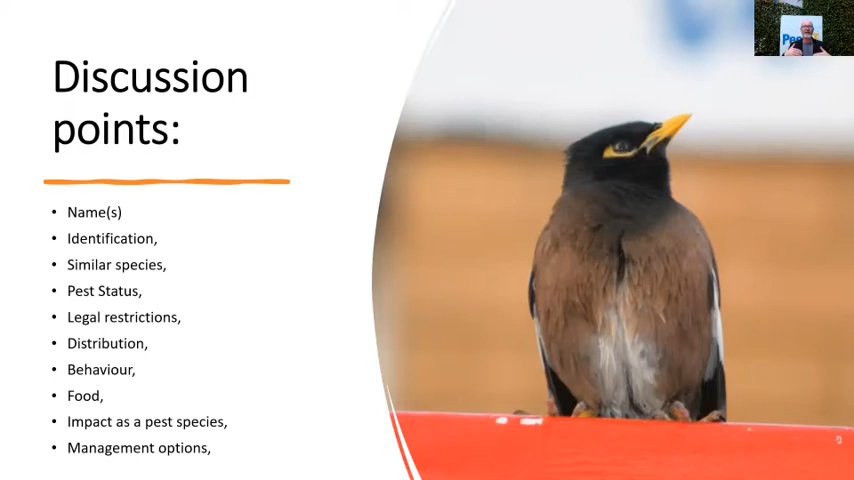 Discussion
points:
• Name(s)
• Identification,
• Similar species,
• Pest Status,
• Legal restrictions,
• Distribution,
• Behaviour,
• Food,
• Impact as a pest species,
• Management options,